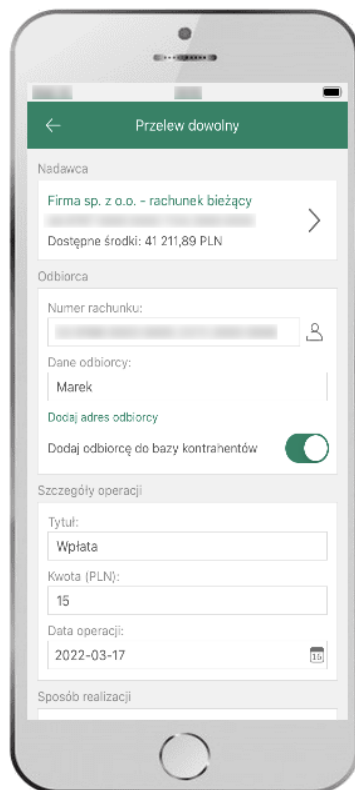 Przelew dowolny
Nadawca
Firma sp. z o.o. - rachunek bieżący
Dostępne środki: 41 211,89 PLN
Odbiorca
Numer rachunku:
Dane odbiorcy:
Marek
Dodaj adres odbiorcy
Dodaj odbiorcę do bazy kontrahentów
Szczegóły operacji
Tytuł:
Wpłata
Kwota (PLN):
15
Data operacji:
2022-03-17
15
Sposób realizacji